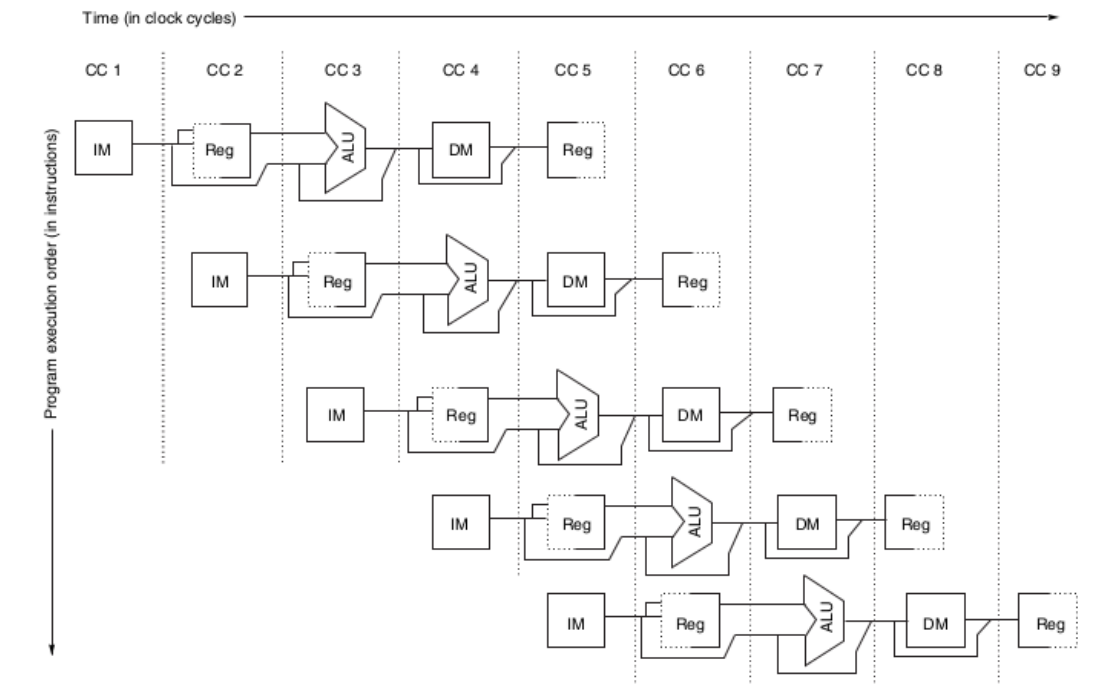 Time (in clock cycles)
CC 1 CC 2 CC 3 CC 4 CC 5 CC 6 CC 7 CC 8 CC 9
Program execution order (in instructions)
IM Reg ALU DM Reg
IM Reg ALU DM Reg
IM Reg ALU DM Reg
IM Reg ALU DM Reg
IM Reg ALU DM Reg